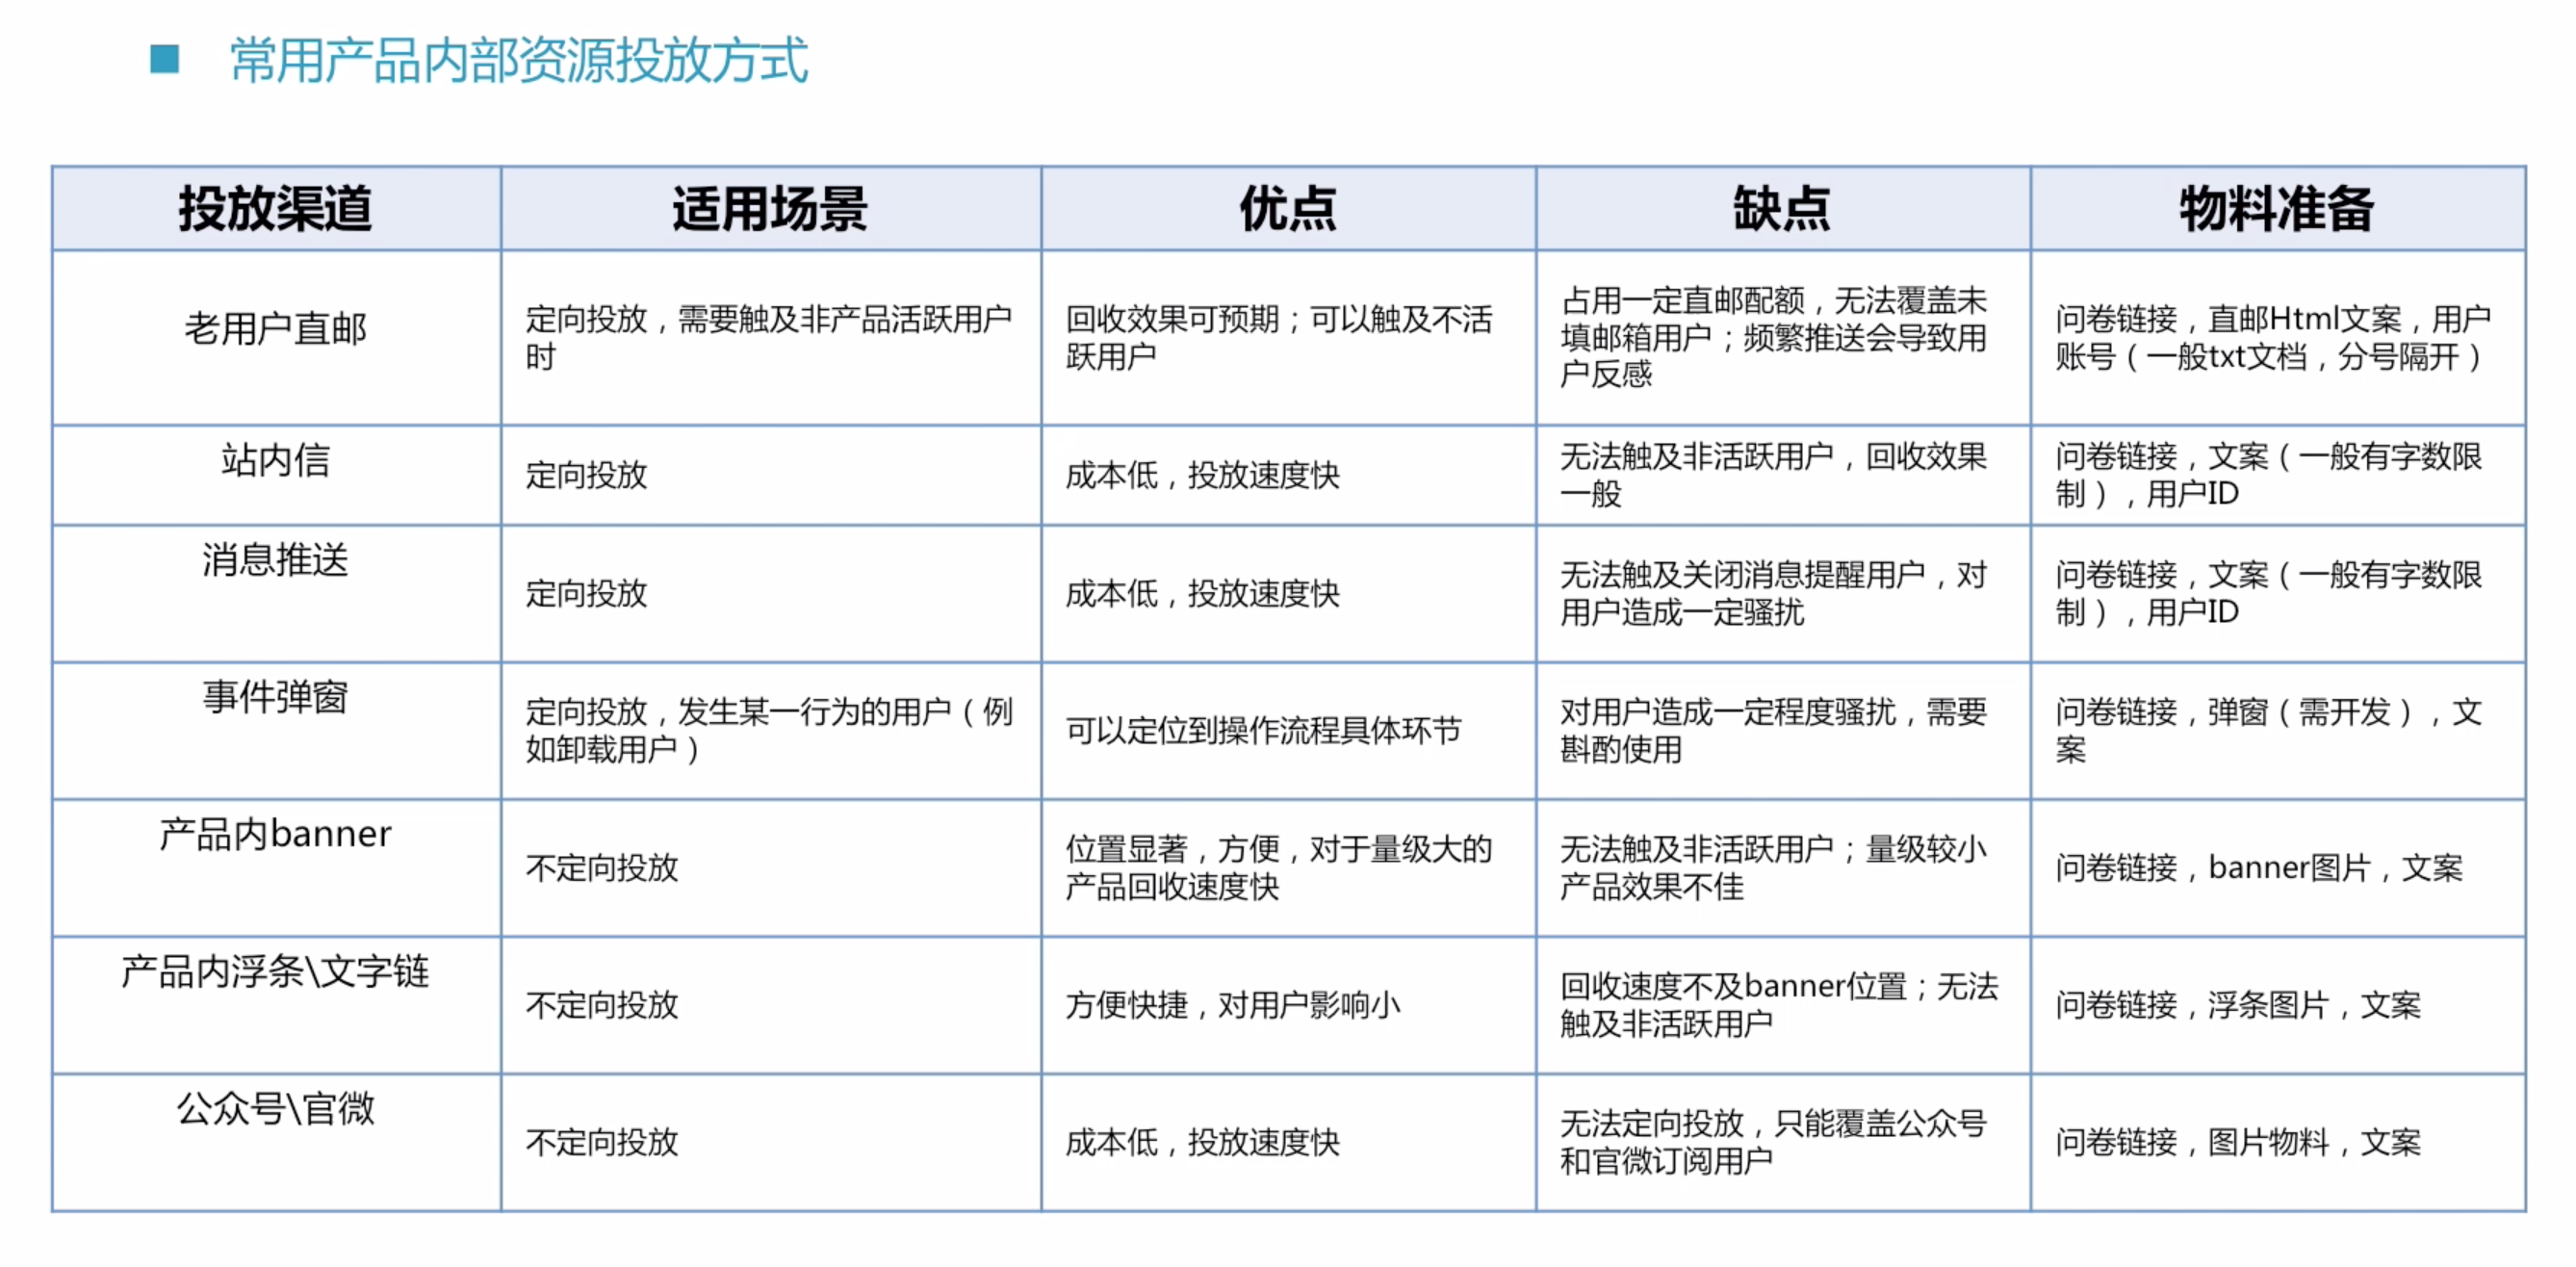 常用产品内部资源投放方式
投放渠道
适用场景
优点
缺点
物料准备
老用户直邮
定向投放，需要触及非产品活跃用户
时
回收效果可预期；可以触及不活
跃用户
占用一定直邮配额，无法覆盖未
填邮箱用户；频繁推送会导致用
户反感
问卷链接，直邮Html文案，用户
账号（一般txt文档，分号隔开）
站内信
定向投放
成本低，投放速度快
无法触及非活跃用户，回收效果
一般
问卷链接，文案（一般有字数限
制），用户ID
消息推送
定向投放
成本低，投放速度快
无法触及关闭消息提醒用户，对
用户造成一定骚扰
问卷链接，文案（一般有字数限
制），用户ID
事件弹窗
定向投放，发生某一行为的用户（例
如卸载用户）
可以定位到操作流程具体环节
对用户造成一定程度骚扰，需要
斟酌使用
问卷链接，弹窗（需开发），文
案
产品内banner
不定向投放
位置显著，方便，对于量级大的
产品回收速度快
无法触及非活跃用户；量级较小
产品效果不佳
问卷链接，banner图片，文案
产品内浮条\文字链
不定向投放
方便快捷，对用户影响小
回收速度不及banner位置；无法
触及非活跃用户
问卷链接，浮条图片，文案
公众号\官微
不定向投放
成本低，投放速度快
无法定向投放，只能覆盖公众号
和官微订阅用户
问卷链接，图片物料，文案